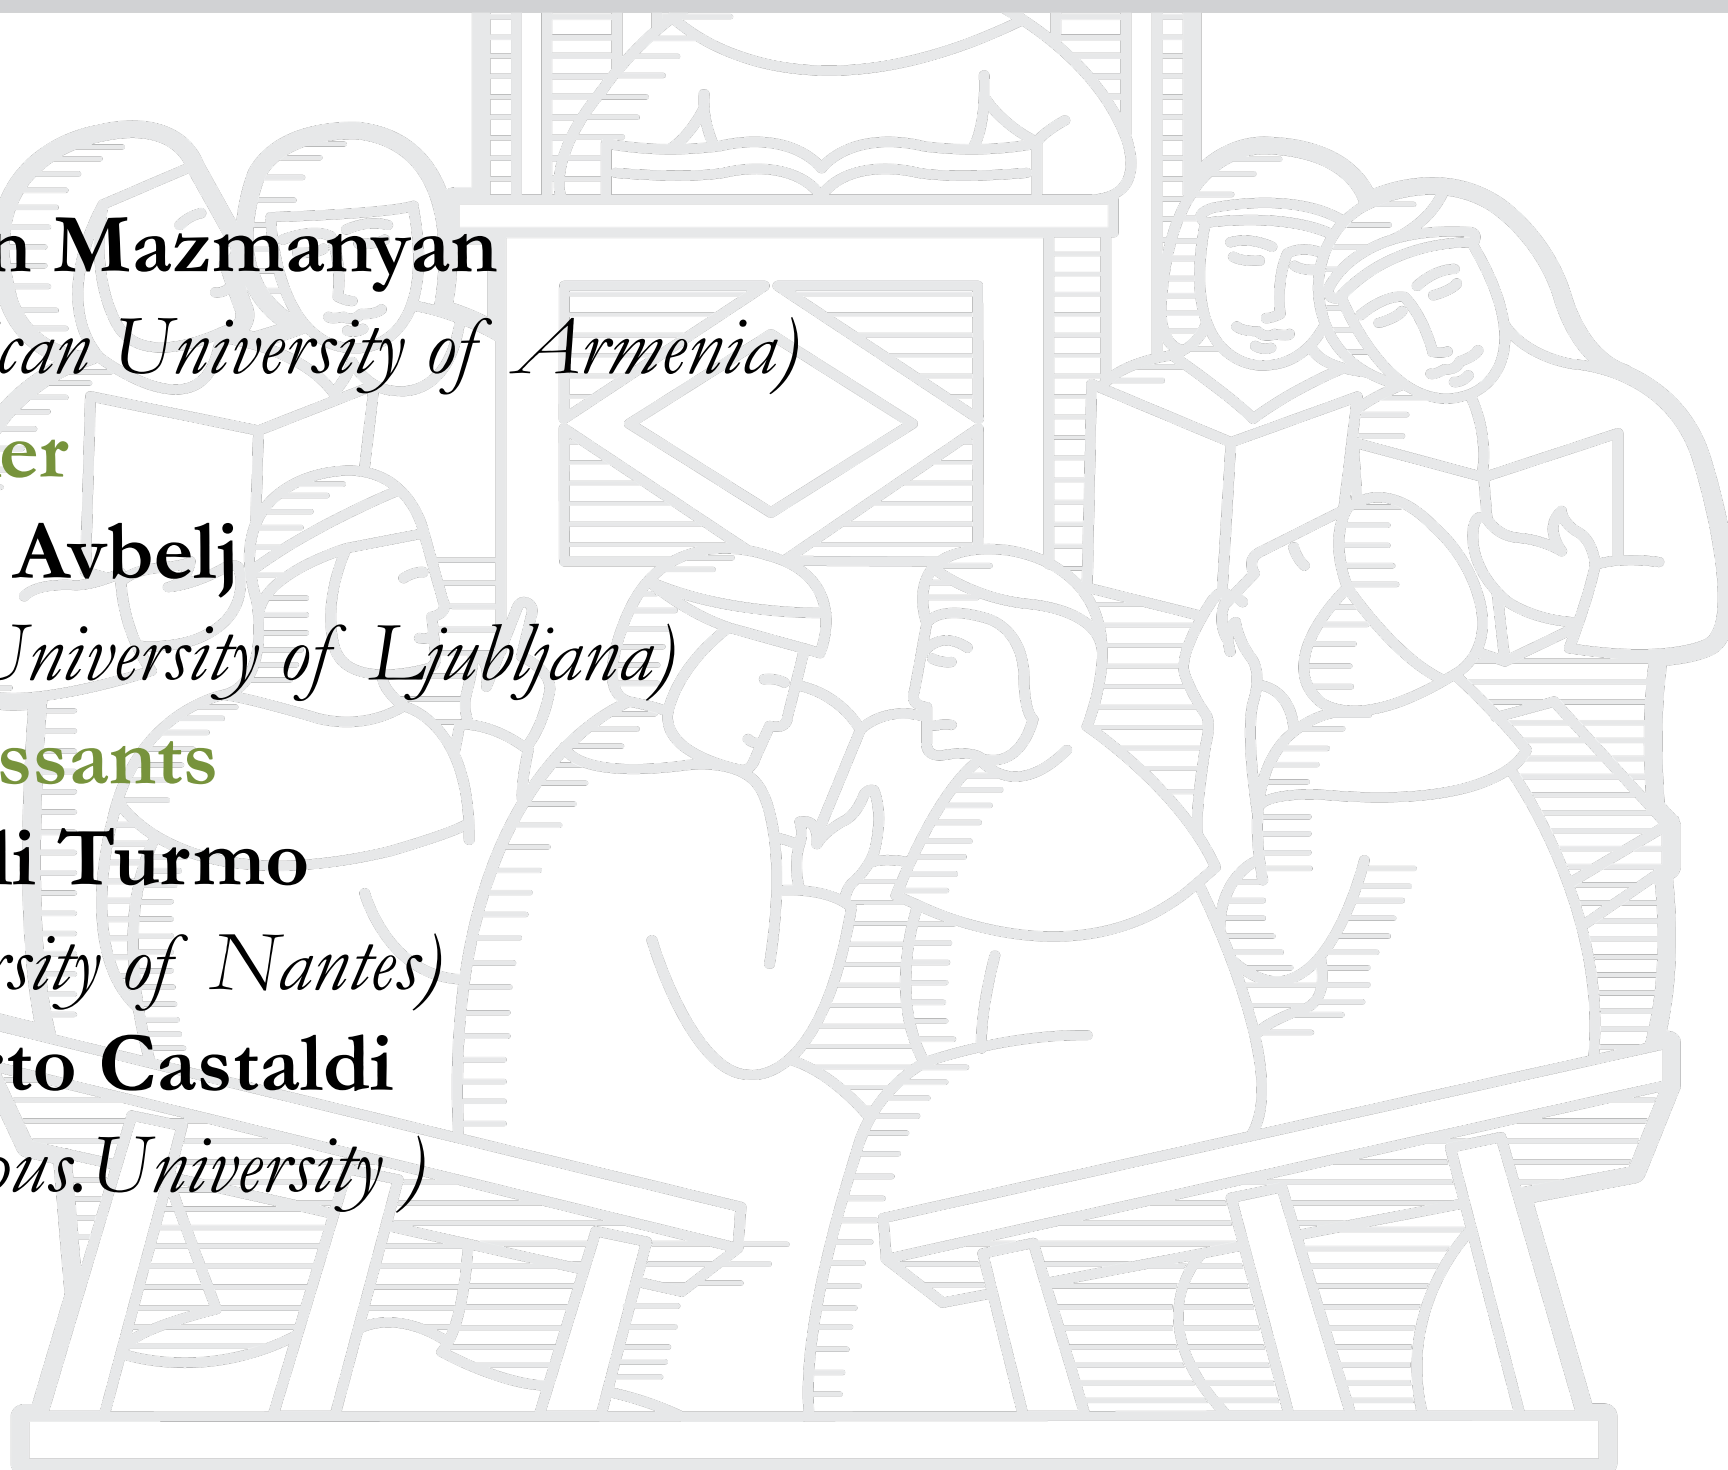 n Mazmanyan
ican University of Armenia)
er
Avbelj
University of Ljubljana)
ssants
li Turmo
rsity of Nantes)
rto Castaldi
ous.University )